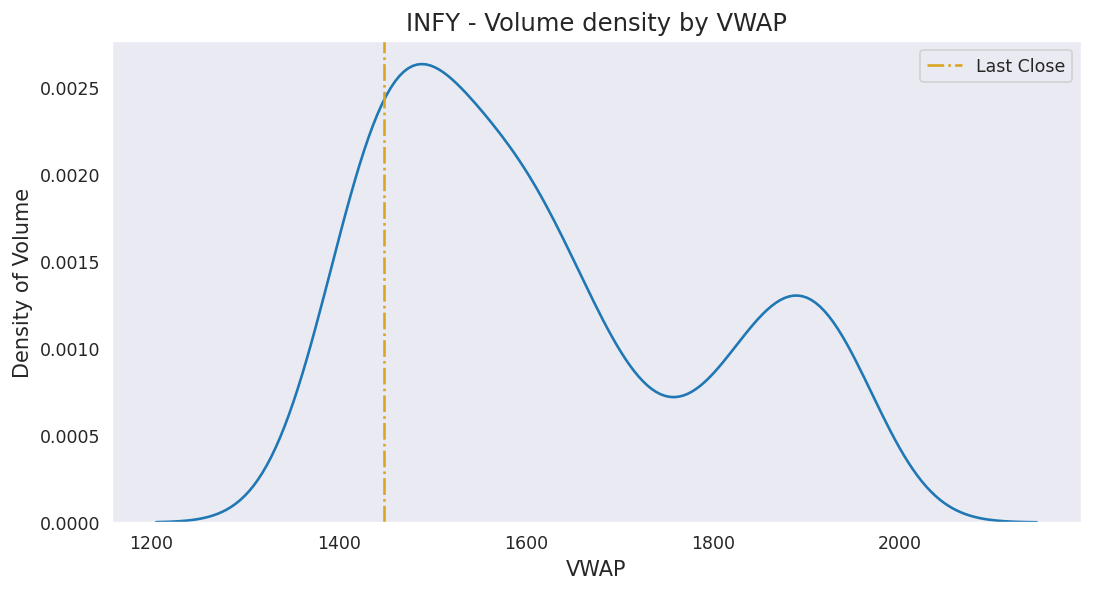 INFY - Volume density by VWAP
Last Close
Density of Volume
0.0025
0.0020
0.0015
0.0010
0.0005
0.0000
1200 1400 1600 1800 2000
VWAP